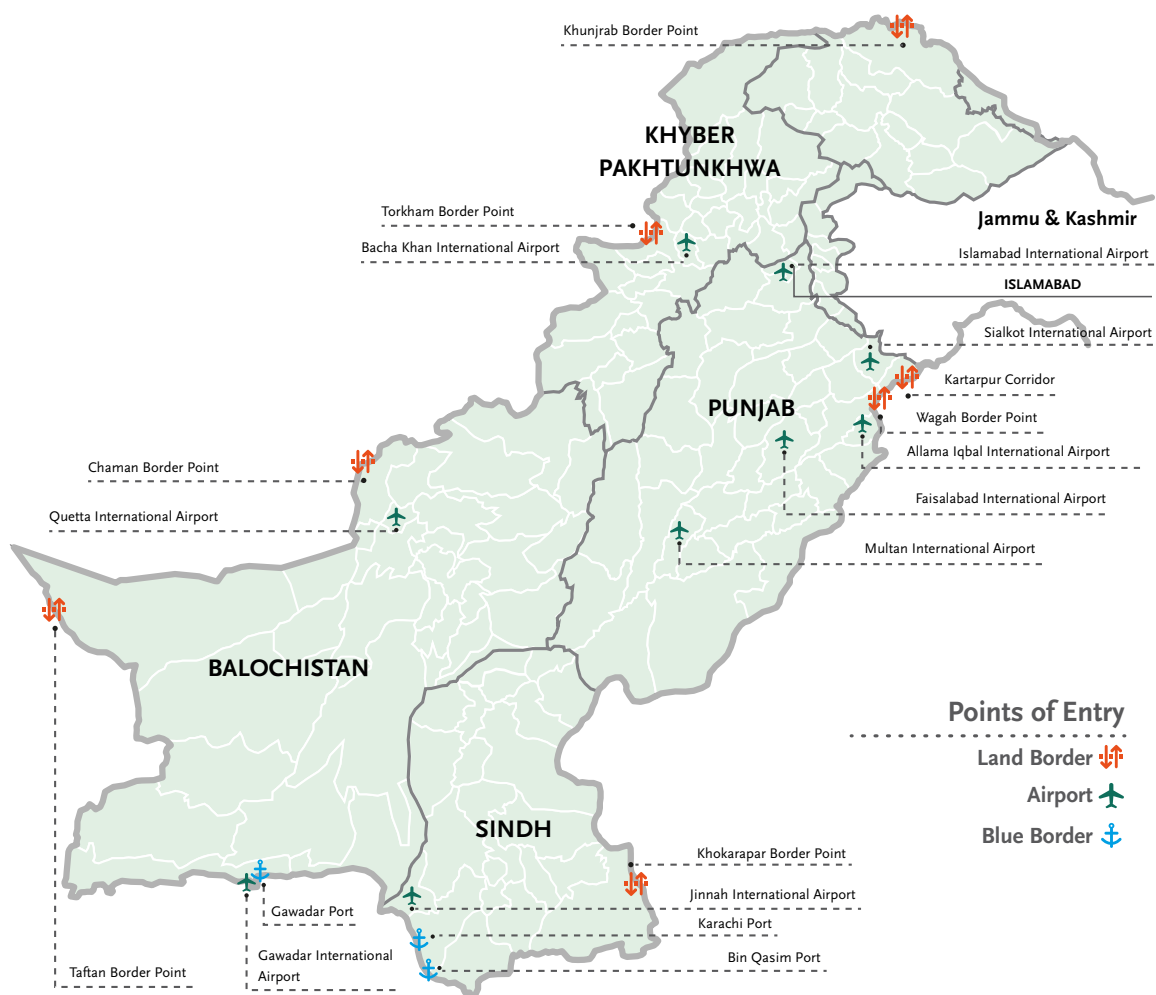 Khunjrab Border Point
KHYBER
PAKHTUNKHWA
Torkham Border Point
Jammu & Kashmir
Bacha Khan International Airport
Islamabad International Airport
ISLAMABAD
Sialkot International Airport
Kartarpur Corridor
PUNJAB
Wagah Border Point
Allama Iqbal International Airport
Chaman Border Point
Faisalabad International Airport
Quetta International Airport
Multan International Airport
BALOCHISTAN
Points of Entry
Land Border
Airport
Blue Border
SINDH
Khokarapar Border Point
Jinnah International Airport
Gawadar Port
Karachi Port
Gawadar International
Airport
Bin Qasim Port
Taftan Border Point